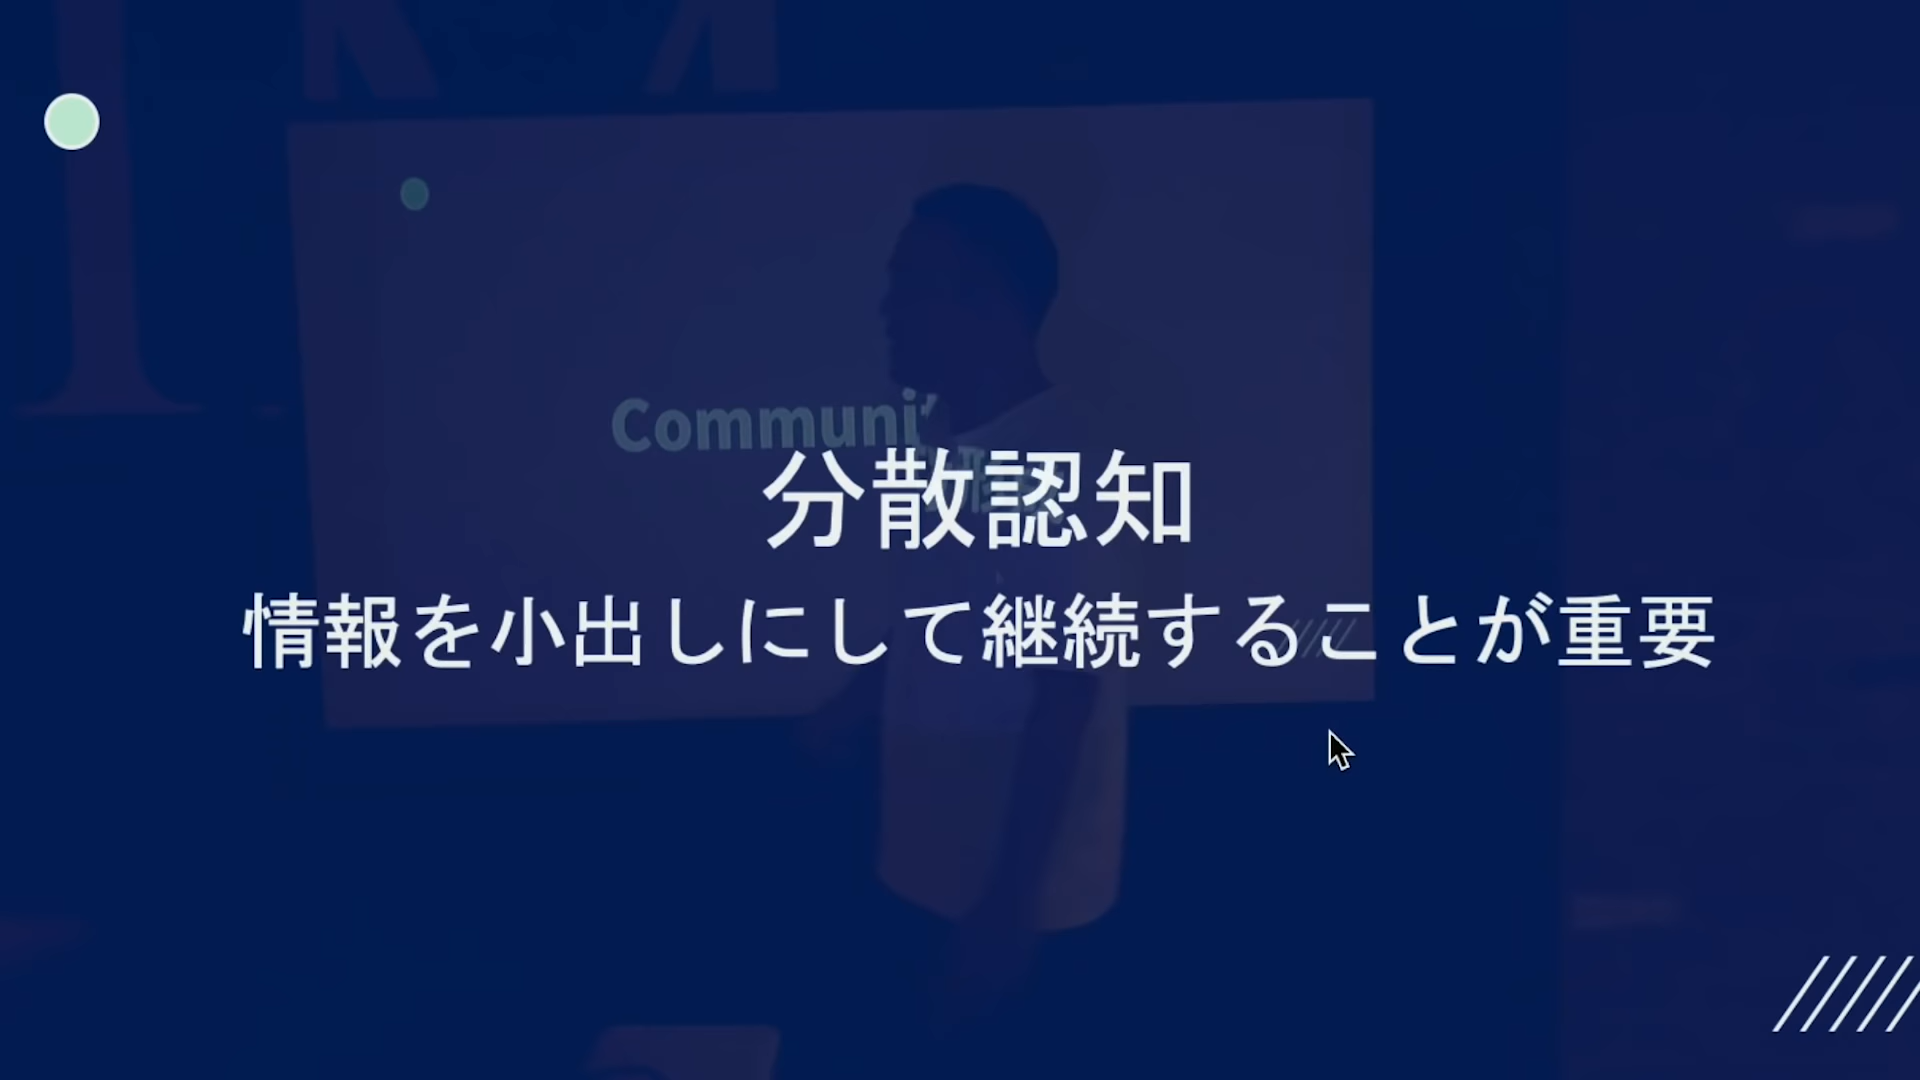 Communi
分散認知
情報を小出しにして継続することが重要